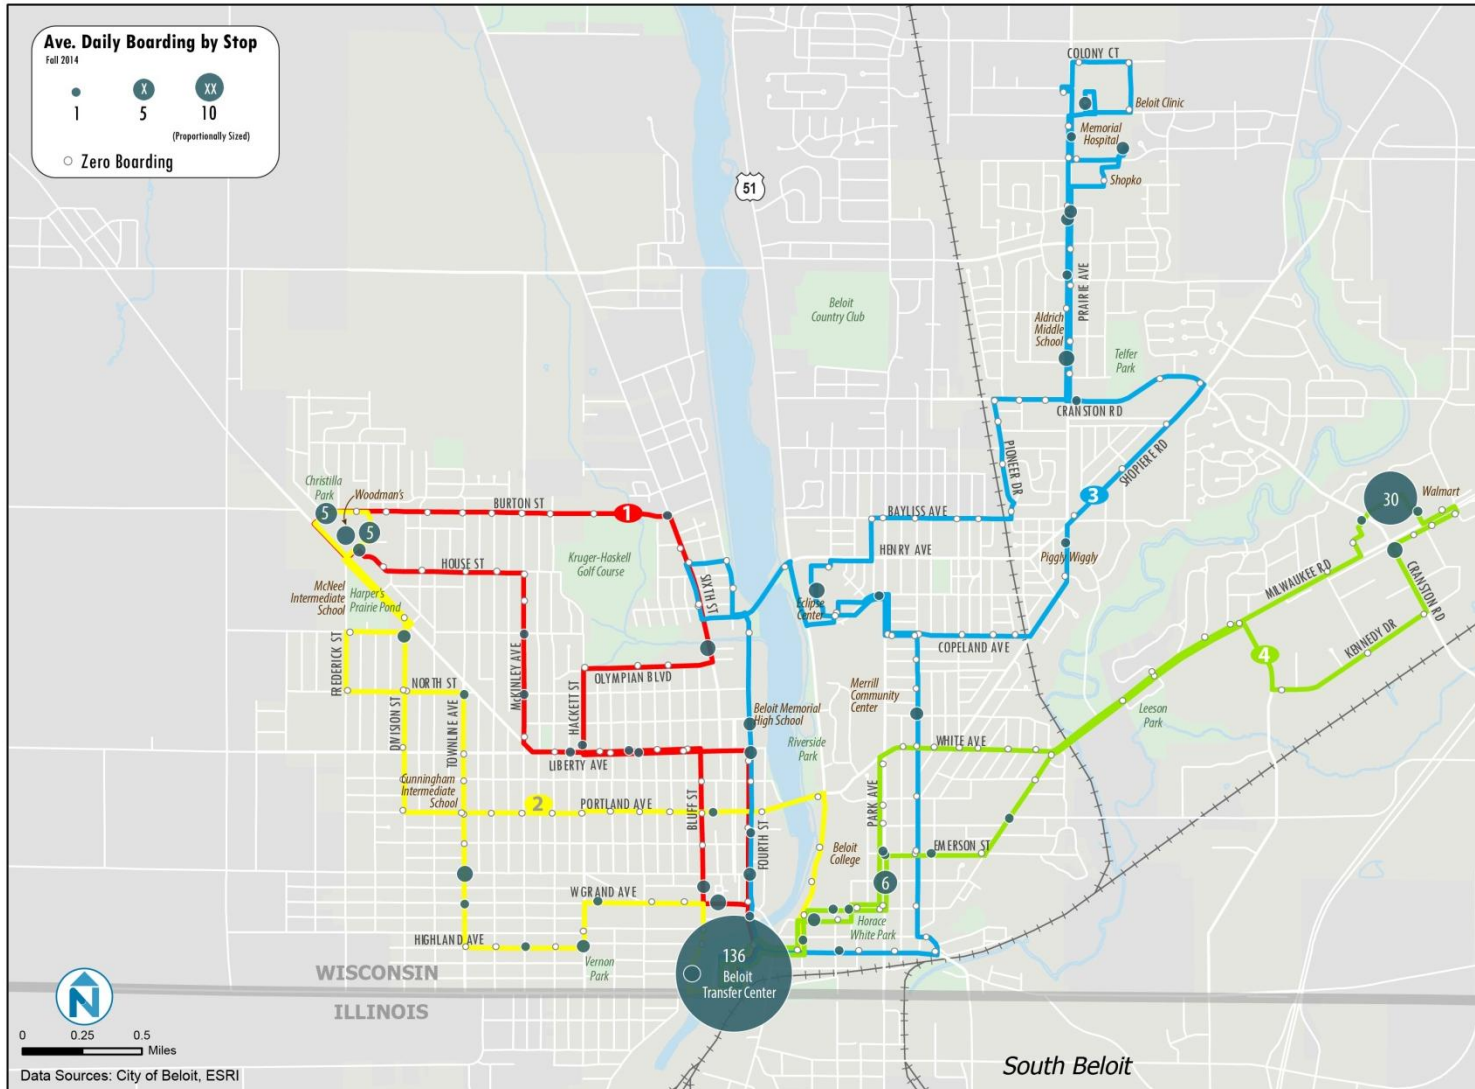 Ave. Daily Boarding by Stop
Fall 2014
X
XX
1
5
10
(Proportionally Sized)
Zero Boarding
COLONY CT
Beloit Clinic
Memorial
Hospital
Shopko
51
PRAIRIE AVE
Beloit
Country Club
Aldrich
Middle
School
Telfer
Park
CRANSTON RD
PIONEER DR
SHOPIERE RD
3
Christilia
Park
Woodman's
5
5
BURTON ST
1
BAYLISS AVE
HENRY AVE
Piggly Wiggly
30
Walmart
MILWAUKEE RD
CRANSTON RD
KENNEDY DR
4
HOUSE ST
Kruger-Haskell
Golf Course
SIXTH ST
Eclipse
Center
McNeel
Intermediate
School
Harper's
Prairie Pond
COPELAND AVE
FREDERICK ST
NORTH ST
DIVISION ST
TOWNLINE AVE
McKINLEY AVE
HACKETT ST
OLYMPIAN BLVD
Merrill
Community
Center
Leeson
Park
Beloit Memorial
High School
Riverside
Park
WHITE AVE
LIBERTY AVE
Cunningham
Intermediate
School
2
PORTLAND AVE
BLUFF ST
FOURTH ST
PARK AVE
Beloit
College
EMERSON ST
6
W GRAND AVE
Horace
White Park
HIGHLAND AVE
Vernon
Park
136
Beloit
Transfer Center
WISCONSIN
ILLINOIS
N
0
0.25
0.5
Miles
Data Sources: City of Beloit, ESRI
South Beloit